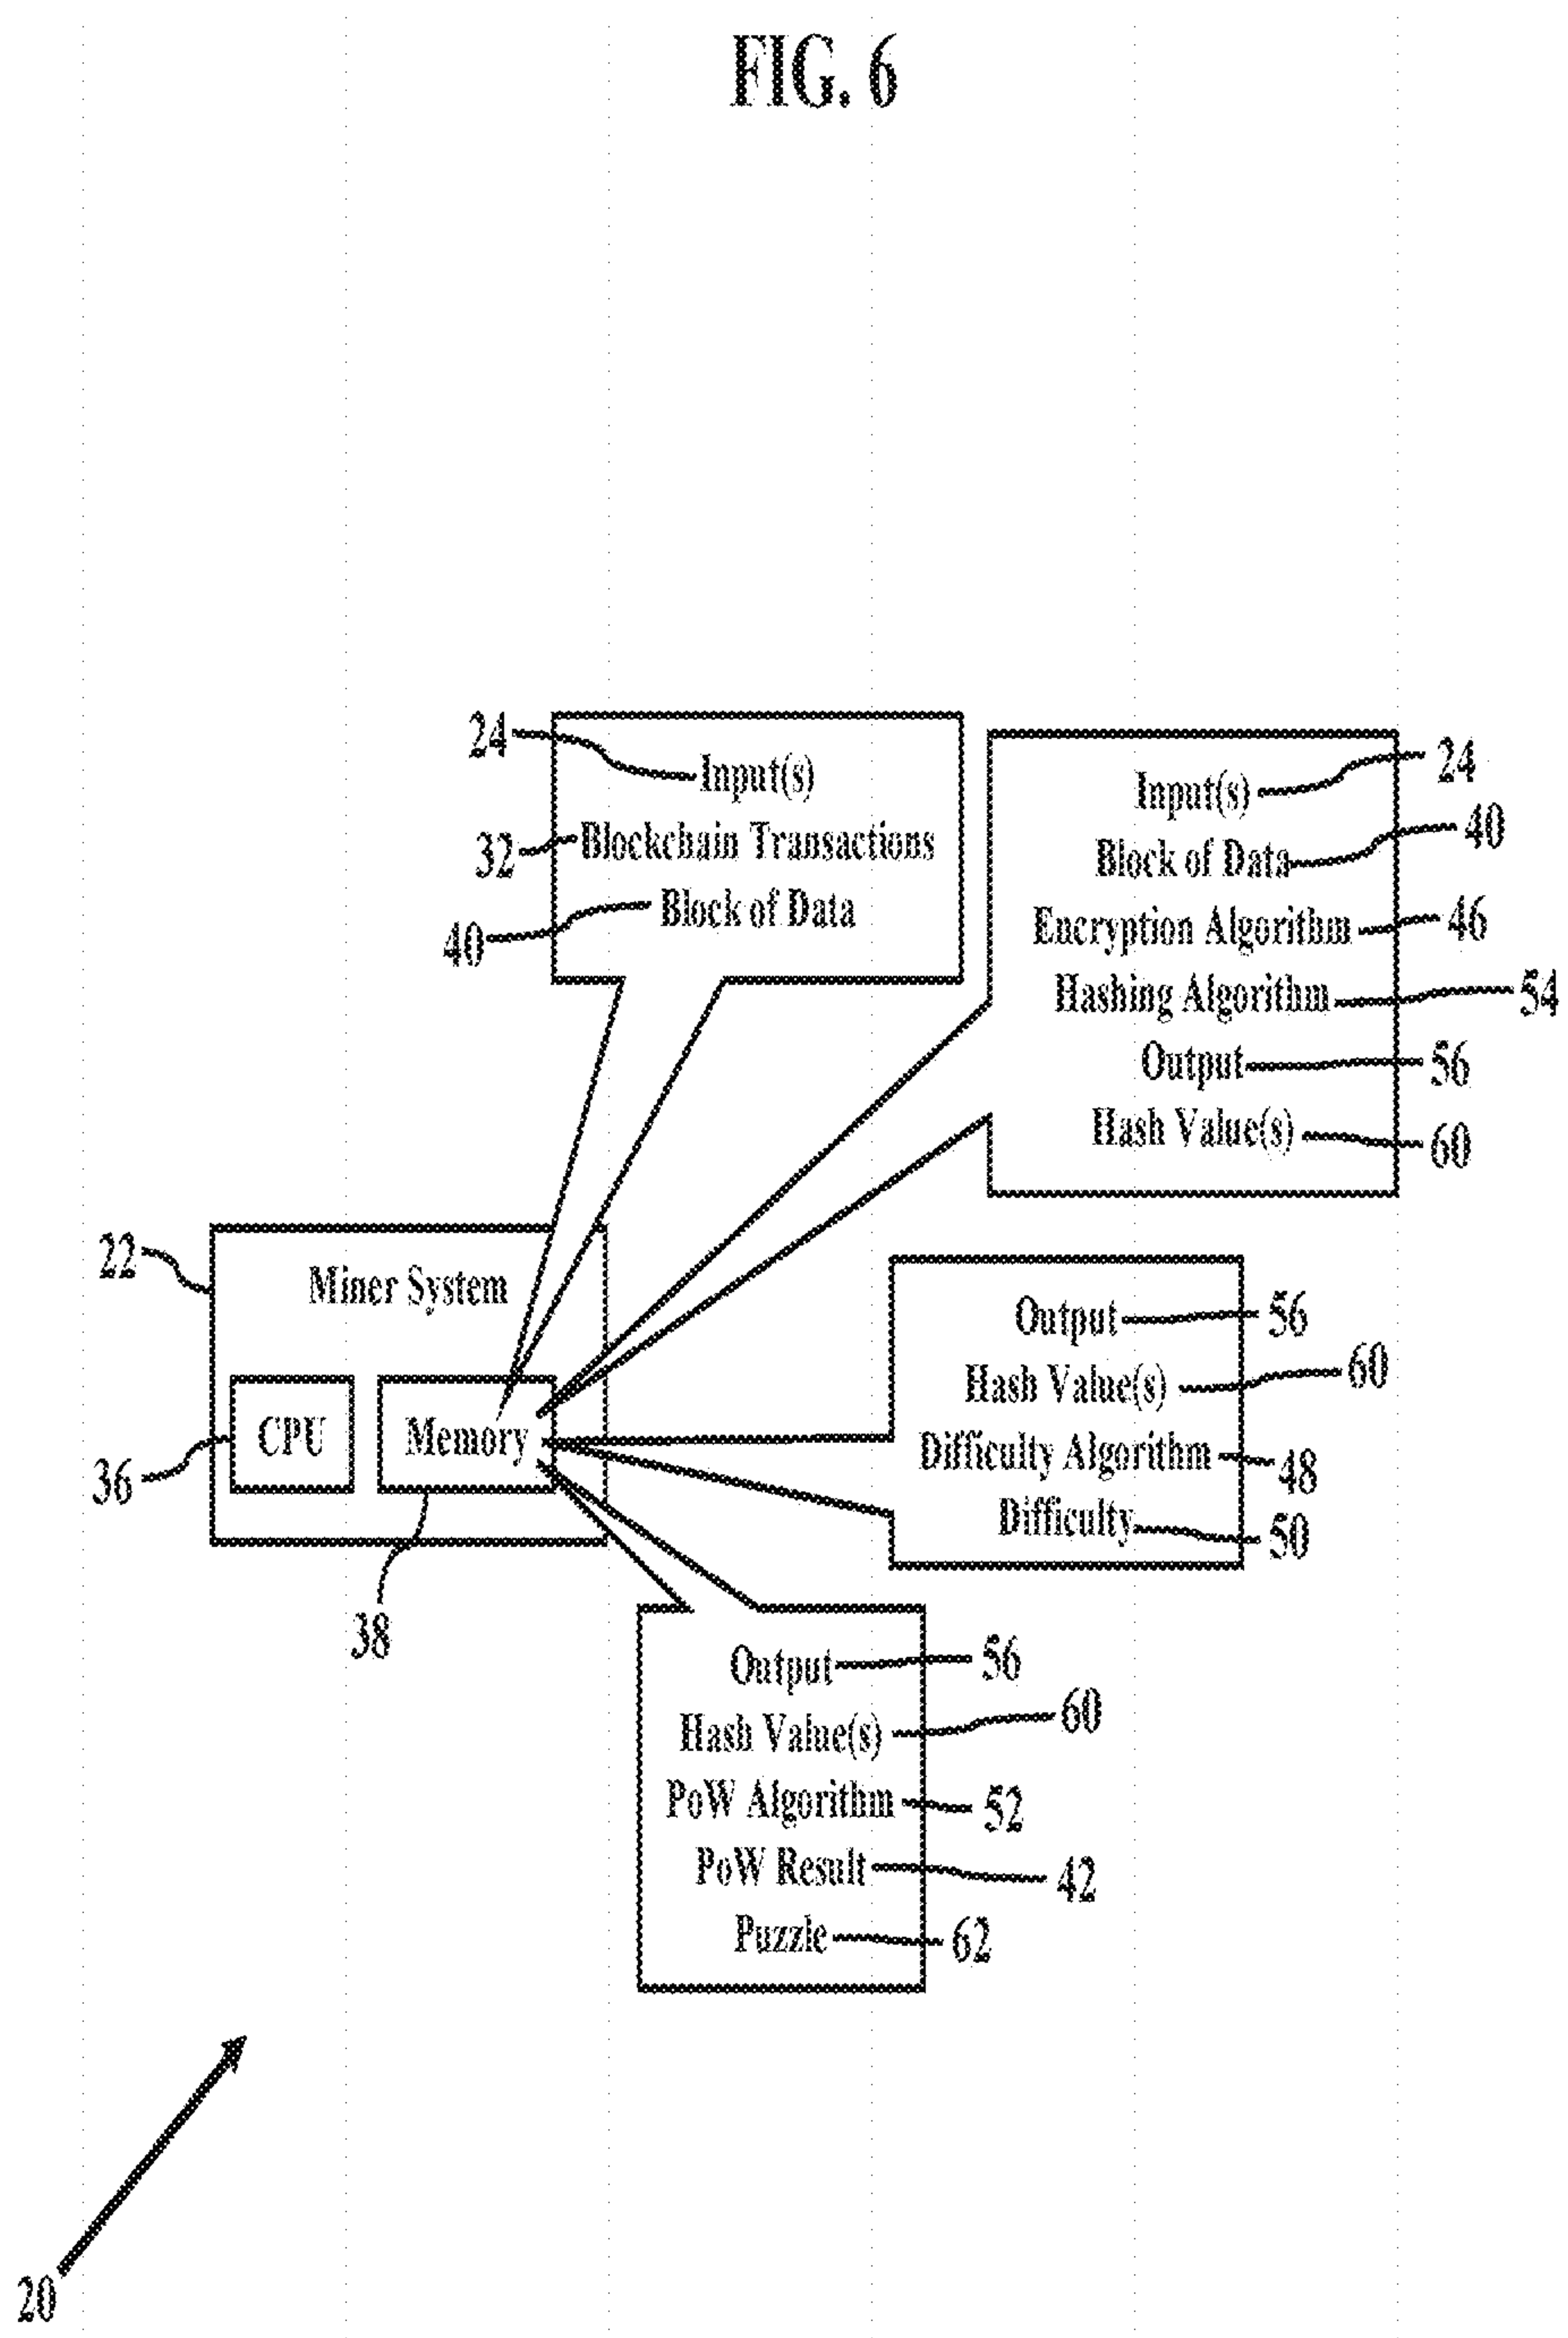 FIG. 6
24 Input(s)
32 Blockchain Transactions
40 Block of Data
Input(s) 24
Block of Data 40
Encryption Algorithm 46
Hashing Algorithm 54
Output 56
Hash Value(s) 60
22 Miner System
36 CPU
Memory
38
Output 56
Hash Value(s) 60
Difficulty Algorithm 48
Difficulty 50
Output 56
Hash Value(s) 60
PoW Algorithm 52
PoW Result 42
Puzzle 62
20